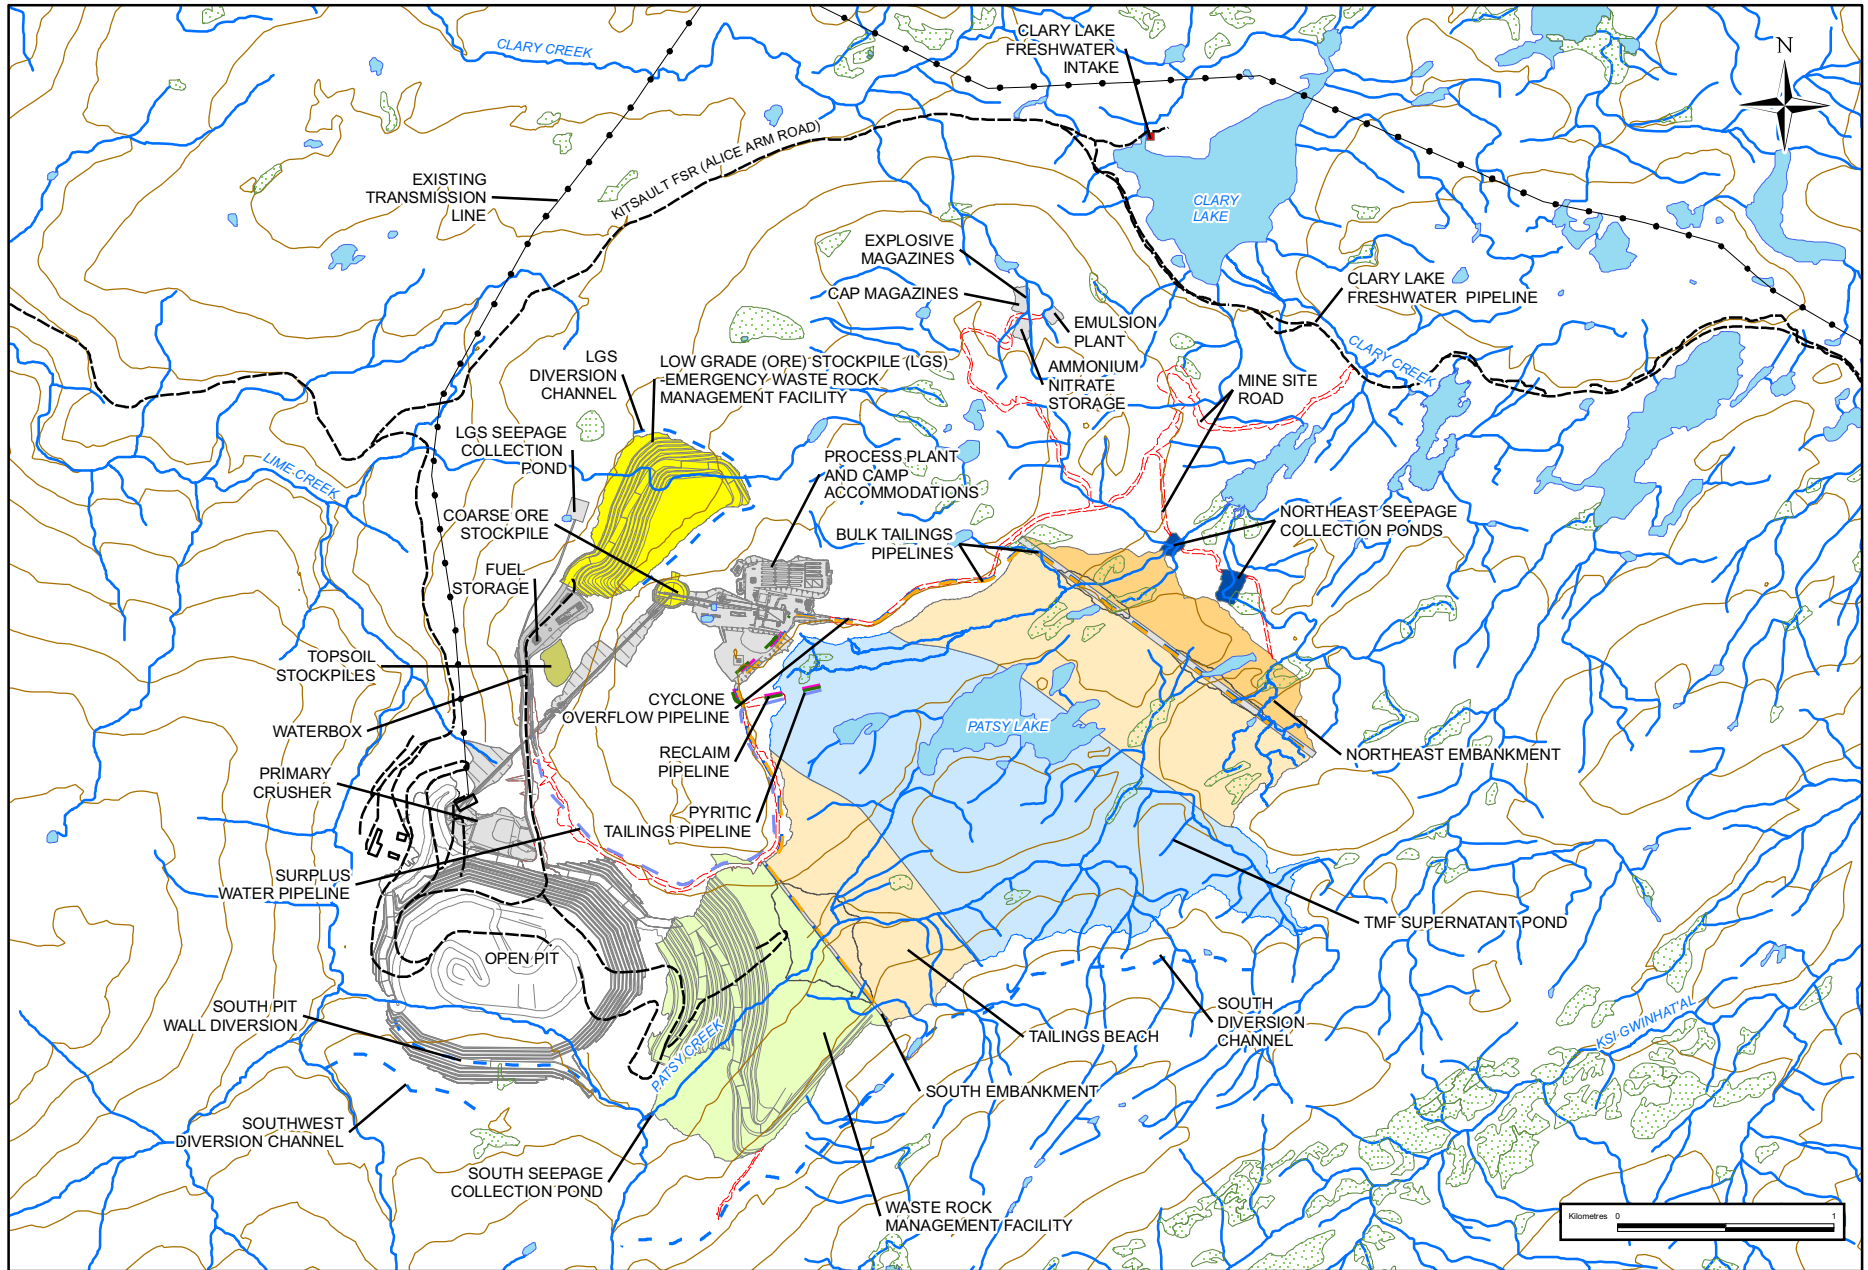 CLARY CREEK
CLARY LAKE
FRESHWATER
INTAKE
N
KITSAULT FSR (ALICE ARM ROAD)
EXISTING
TRANSMISSION
LINE
CLARY
LAKE
EXPLOSIVE
MAGAZINES
CAP MAGAZINES
CLARY LAKE
FRESHWATER PIPELINE
EMULSION
PLANT
CLARY CREEK
LGS
DIVERSION
CHANNEL
LOW GRADE (ORE) STOCKPILE (LGS)
-EMERGENCY WASTE ROCK
MANAGEMENT FACILITY
AMMONIUM
NITRATE
STORAGE
MINE SITE
ROAD
LGS SEEPAGE
COLLECTION
POND
LIME CREEK
PROCESS PLANT
AND CAMP
ACCOMMODATIONS
COARSE ORE
STOCKPILE
BULK TAILINGS
PIPELINES
NORTHEAST SEEPAGE
COLLECTION PONDS
FUEL
STORAGE
TOPSOIL
STOCKPILES
CYCLONE
OVERFLOW PIPELINE
PATSY LAKE
WATERBOX
RECLAIM
PIPELINE
NORTHEAST EMBANKMENT
PRIMARY
CRUSHER
PYRITIC
TAILINGS PIPELINE
SURPLUS
WATER PIPELINE
TMF SUPERNATANT POND
OPEN PIT
SOUTH PIT
WALL DIVERSION
SOUTH
DIVERSION
CHANNEL
TAILINGS BEACH
KSI GWINHAT'AL
PATSY CREEK
SOUTH EMBANKMENT
SOUTHWEST
DIVERSION CHANNEL
SOUTH SEEPAGE
COLLECTION POND
WASTE ROCK
MANAGEMENT FACILITY
Kilometres 0 1